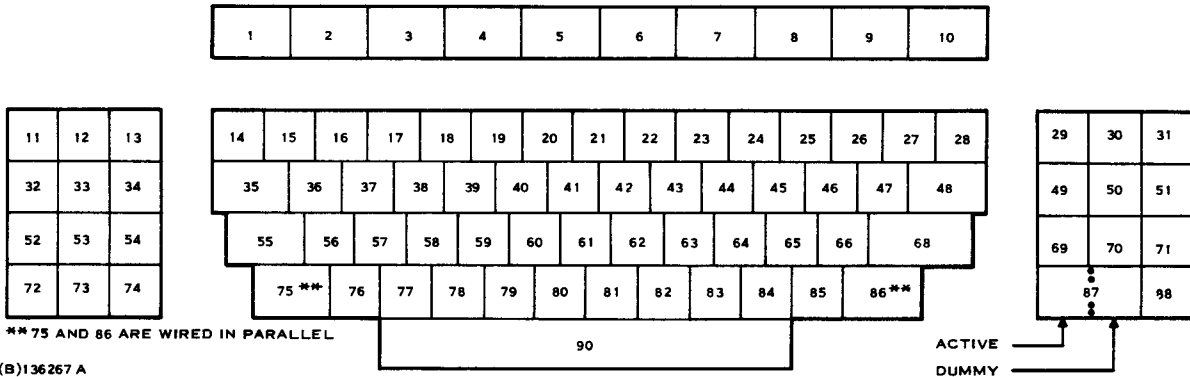 1 2 3 4 5 6 7 8 9 10
11 12 13 14 15 16 17 18 19 20 21 22 23 24 25 26 27 28 29 30 31
32 33 34 35 36 37 38 39 40 41 42 43 44 45 46 47 48 49 50 51
52 53 54 55 56 57 58 59 60 61 62 63 64 65 66 68 69 70 71
72 73 74 75 ** 76 77 78 79 80 81 82 83 84 85 86 ** 87 88
** 75 AND 86 ARE WIRED IN PARALLEL
90
ACTIVE
(B)136267 A
DUMMY